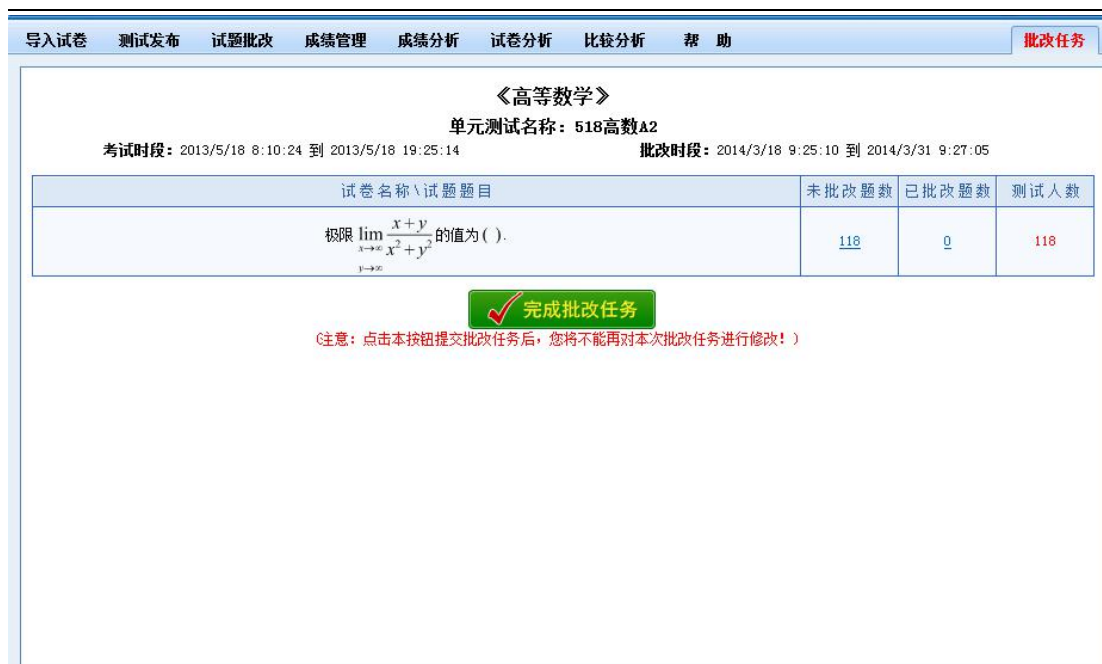 导入试卷 测试发布 试题批改 成绩管理 成绩分析 试卷分析 比较分析 帮 助 批改任务
《高等数学》
单元测试名称：518高数A2
考试时段：2013/5/18 8:10:24 到 2013/5/18 19:25:14 批改时段：2014/3/18 9:25:10 到 2014/3/31 9:27:05
试卷名称\试题题目 未批改题数 已批改题数 测试人数
极限 lim x→∞ y→∞ (x+y)/(x²+y²) 的值为( ). 118 0 118
完成批改任务
(注意：点击本按钮提交批改任务后，您将不能再对本次批改任务进行修改！)